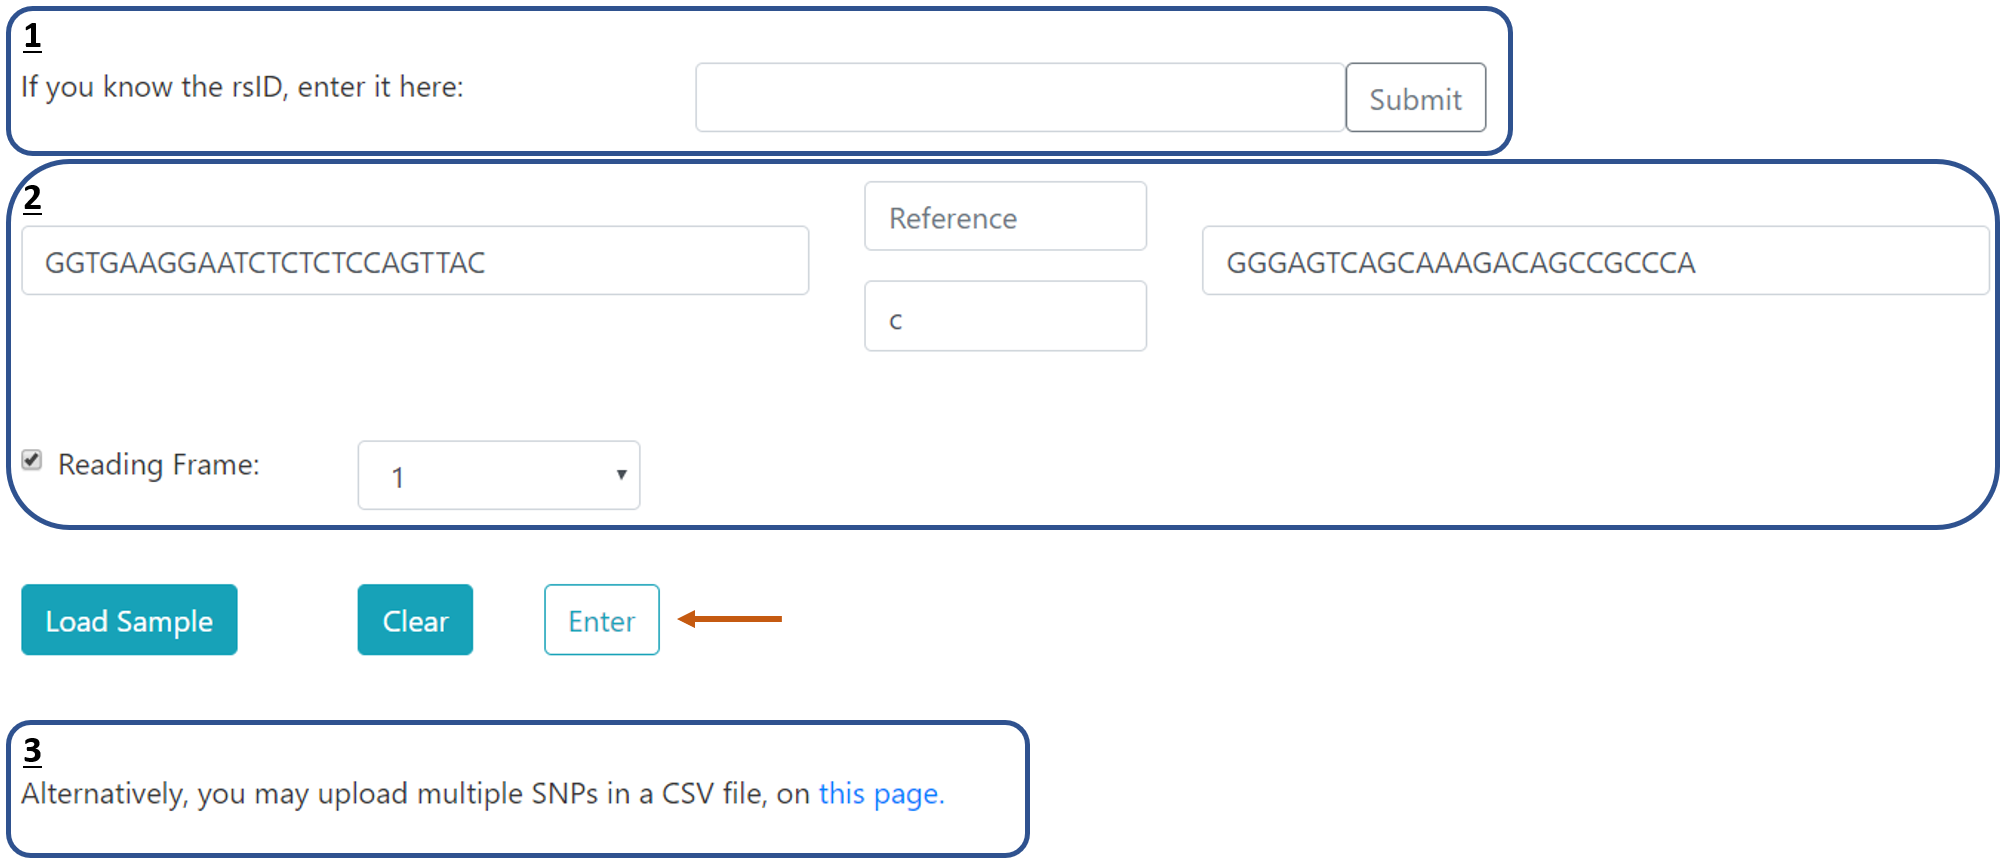 1
If you know the rsID, enter it here:
Submit
2
Reference
GGTGAAGGAATCTCTCTCCAGTTAC
GGGAGTCAGCAAAGACAGCCGCCCA
c
Reading Frame:
1
Load Sample
Clear
Enter
3
Alternatively, you may upload multiple SNPs in a CSV file, on this page.